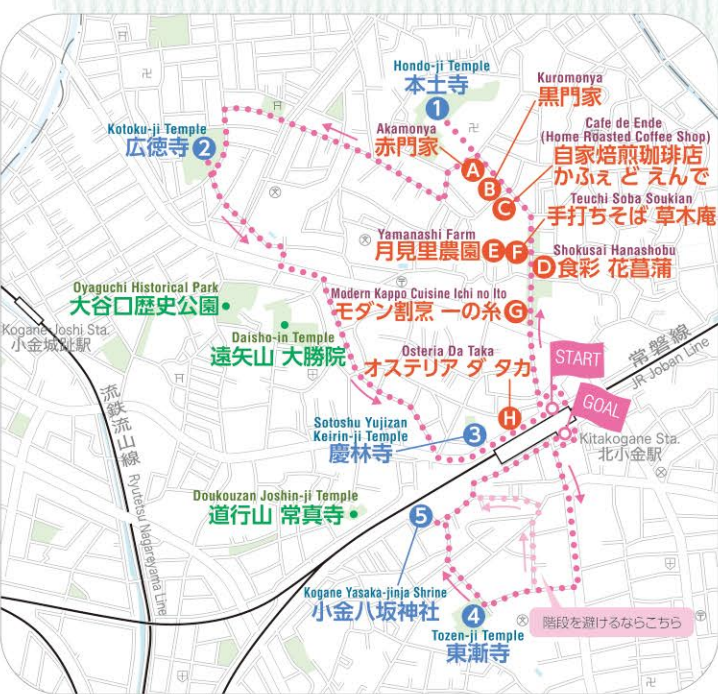 Hondo-ji Temple
本土寺
1
Kuromonya
黒門家
Cafe de Ende
(Home Roasted Coffee Shop)
自家焙煎珈琲店
かふぇ ど えんで
Akamonya
赤門家
A
B
C
Kotoku-ji Temple
広徳寺
2
Teuchi Soba Soukian
手打ちそば 草木庵
Yamanashi Farm
月見里農園
E
F
Shokusai Hanashobu
D
食彩 花菖蒲
Oyaguchi Historical Park
大谷口歴史公園
Modern Kappo Cuisine Ichi no Ito
モダン割烹 一の糸
G
Kogane Joshi Sta.
小金城趾駅
Daisho-in Temple
遠矢山 大勝院
Osteria Da Taka
オステリア ダ タカ
H
START
GOAL
常磐線
JR Joban Line
Kitakogane Sta.
北小金駅
流鉄流山線
Ryutetsu Nagareyama Line
Sotoshu Yujizan
Keirin-ji Temple
慶林寺
3
Doukouzan Joshin-ji Temple
道行山 常真寺
5
Kogane Yasaka-jinja Shrine
小金八坂神社
4
Tozen-ji Temple
東漸寺
階段を避けるならこちら